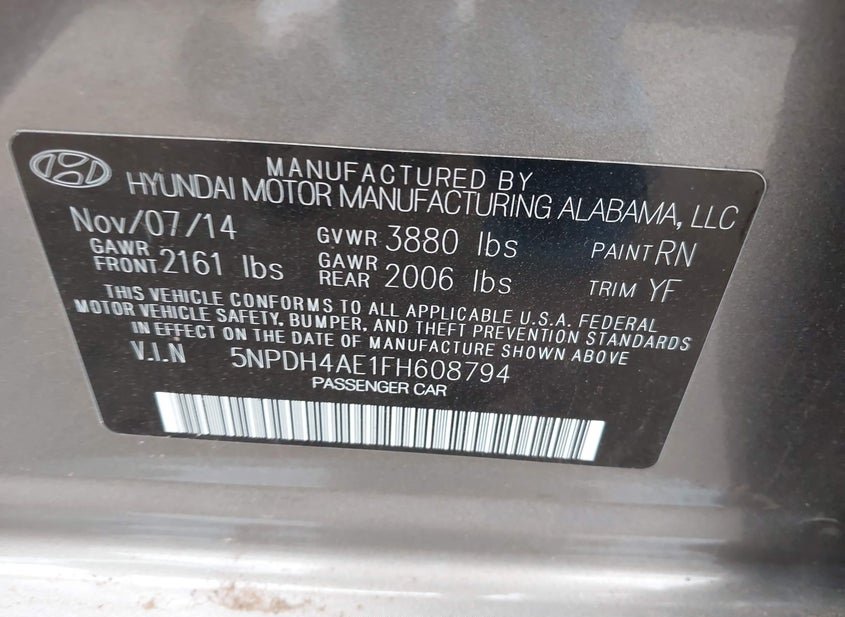 MANUFACTURED BY
HYUNDAI MOTOR MANUFACTURING ALABAMA, LLC
Nov/07/14 GVWR 3880 lbs PAINT RN
GAWR FRONT 2161 lbs GAWR REAR 2006 lbs TRIM YF
THIS VEHICLE CONFORMS TO ALL APPLICABLE U.S.A. FEDERAL
MOTOR VEHICLE SAFETY, BUMPER, AND THEFT PREVENTION STANDARDS
IN EFFECT ON THE DATE OF MANUFACTURE SHOWN ABOVE
V.I.N 5NPDH4AE1FH608794
PASSENGER CAR